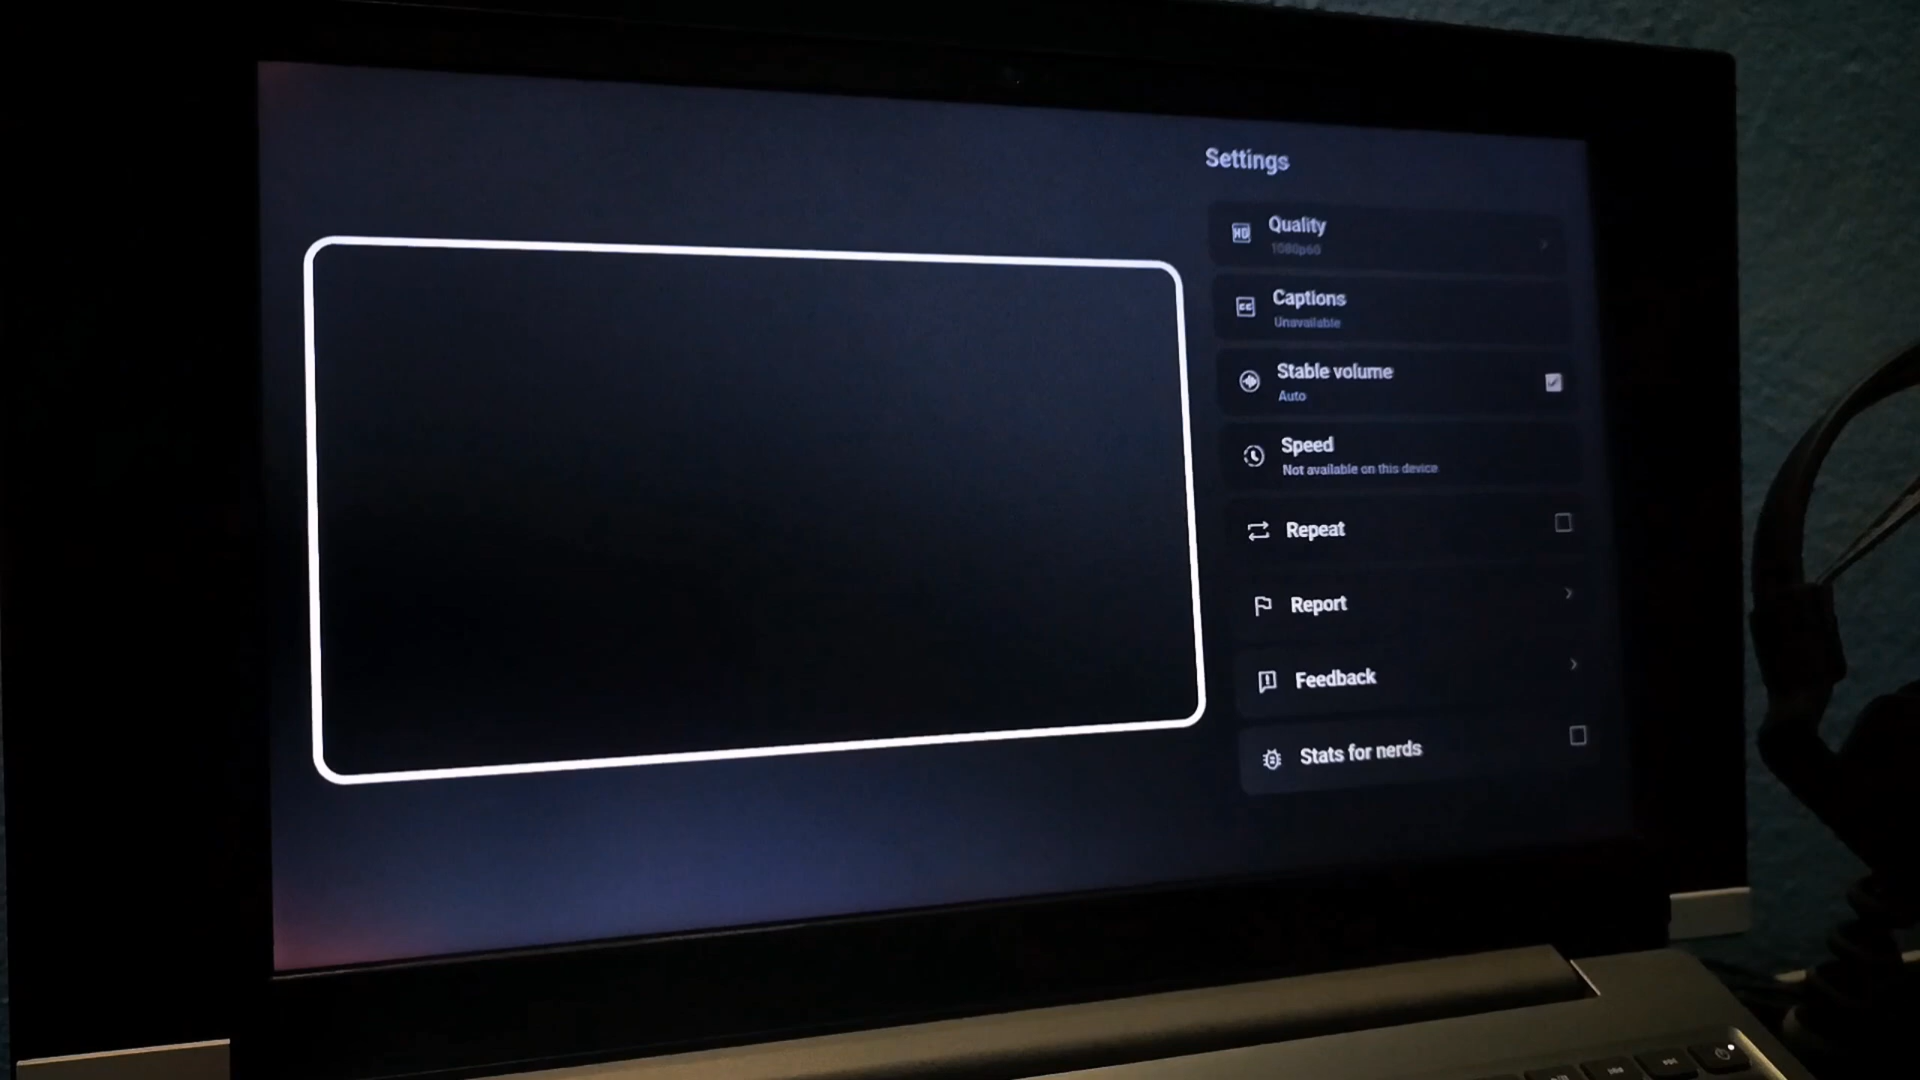 Settings
Quality
1080p60
Captions
Unavailable
Stable volume
Auto
Speed
Not available on this device
Repeat
Report
Feedback
Stats for nerds